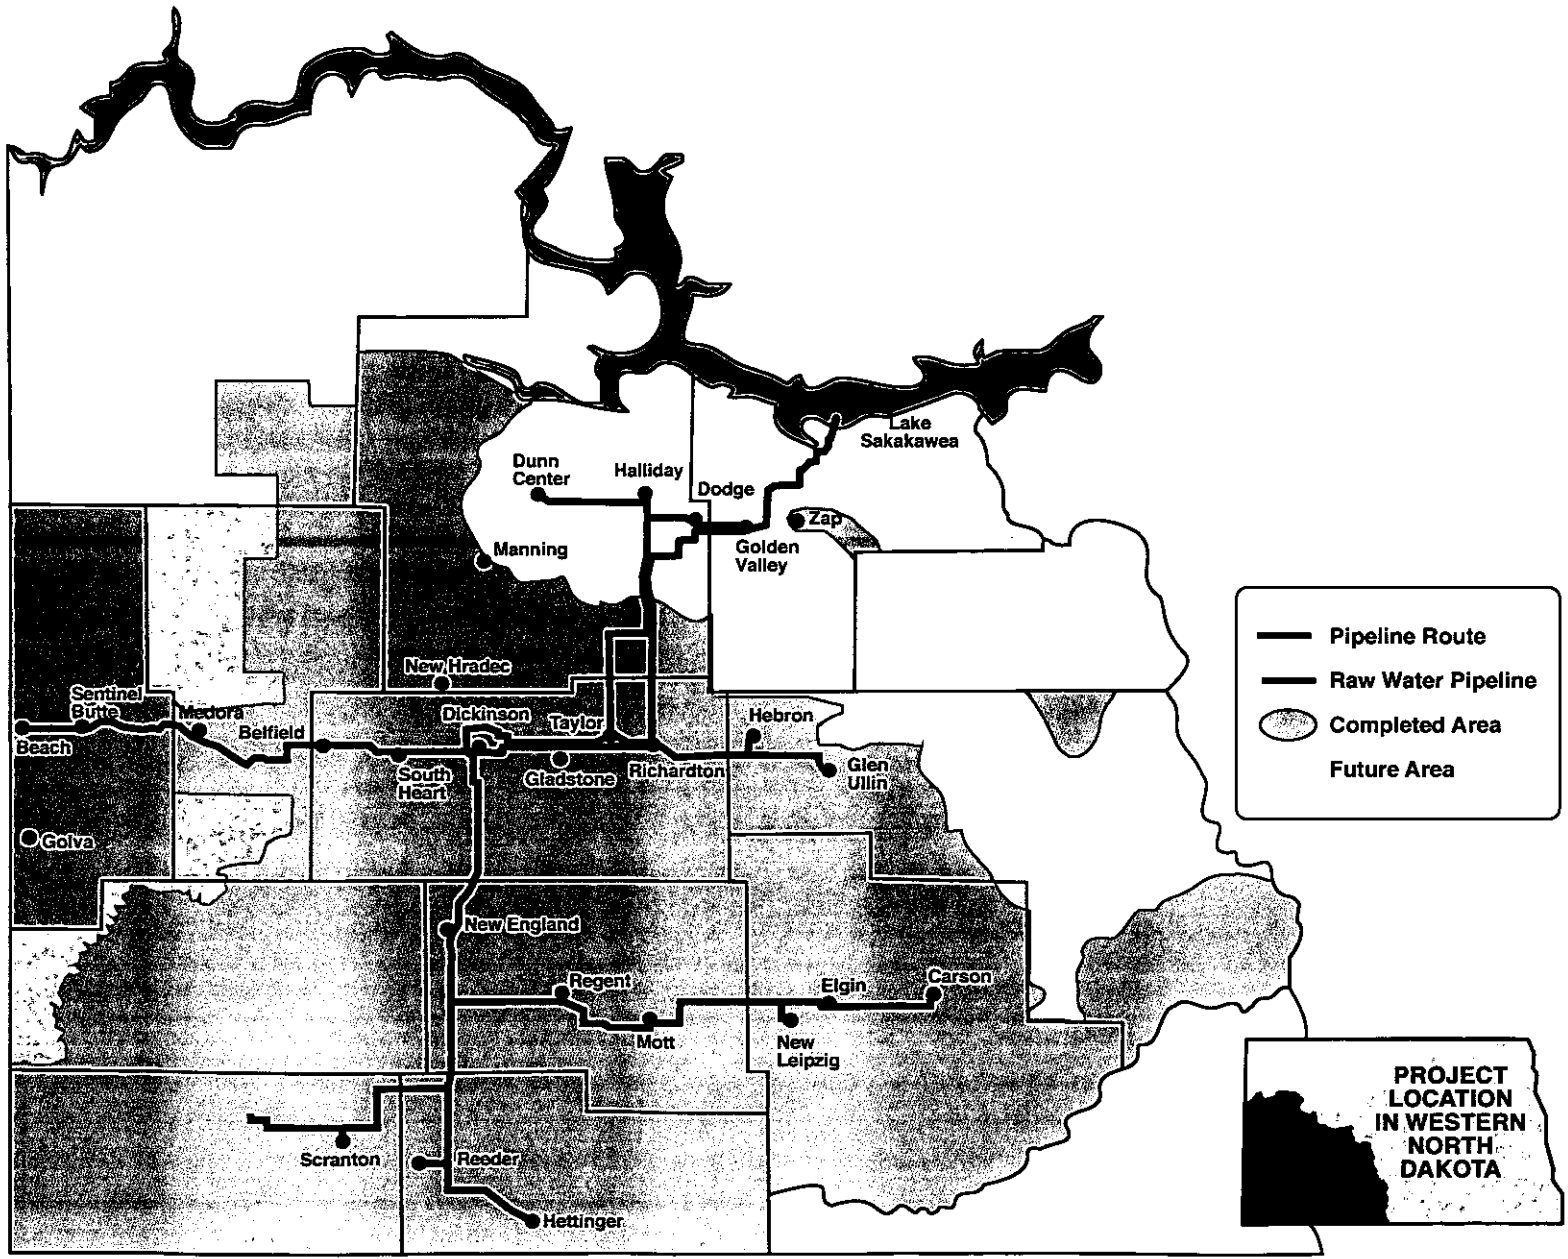 Lake
Sakakawea
Dunn
Center
Halliday
Dodge
Zap
Golden
Valley
Manning
New Hradec
Sentinel
Butte
Medora
Beach
Belfield
Dickinson
Taylor
Hebron
South
Heart
Gladstone
Richardton
Glen
Ullin
Golva
New England
Regent
Mott
Elgin
Carson
New
Leipzig
Scranton
Reeder
Hettinger
Pipeline Route
Raw Water Pipeline
Completed Area
Future Area
PROJECT
LOCATION
IN WESTERN
NORTH
DAKOTA